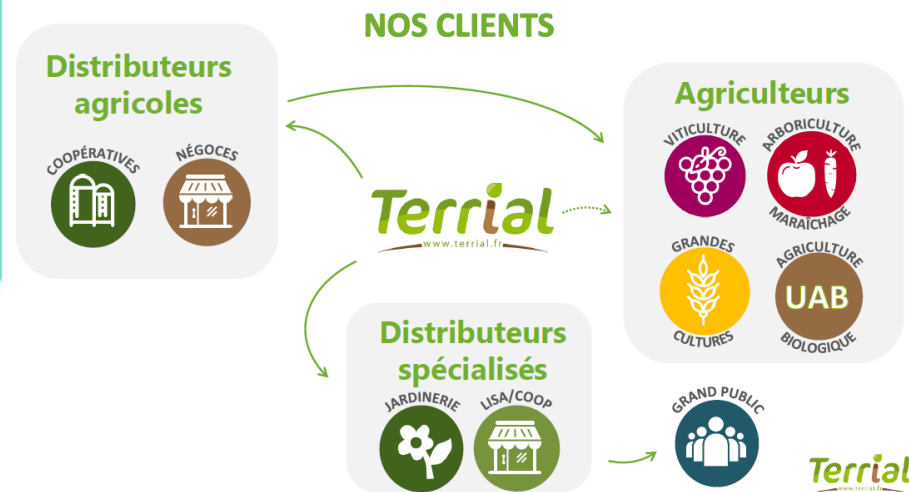 NOS CLIENTS
Distributeurs
agricoles
COOPÉRATIVES
NÉGOCES
Terrial
www.terrial.fr
Agriculteurs
VITICULTURE
ARBORICULTURE
MARAÎCHAGE
GRANDES
CULTURES
AGRICULTURE
UAB
BIOLOGIQUE
Distributeurs
spécialisés
JARDINERIE
LISA/COOP
GRAND PUBLIC
Terrial
www.terrial.fr